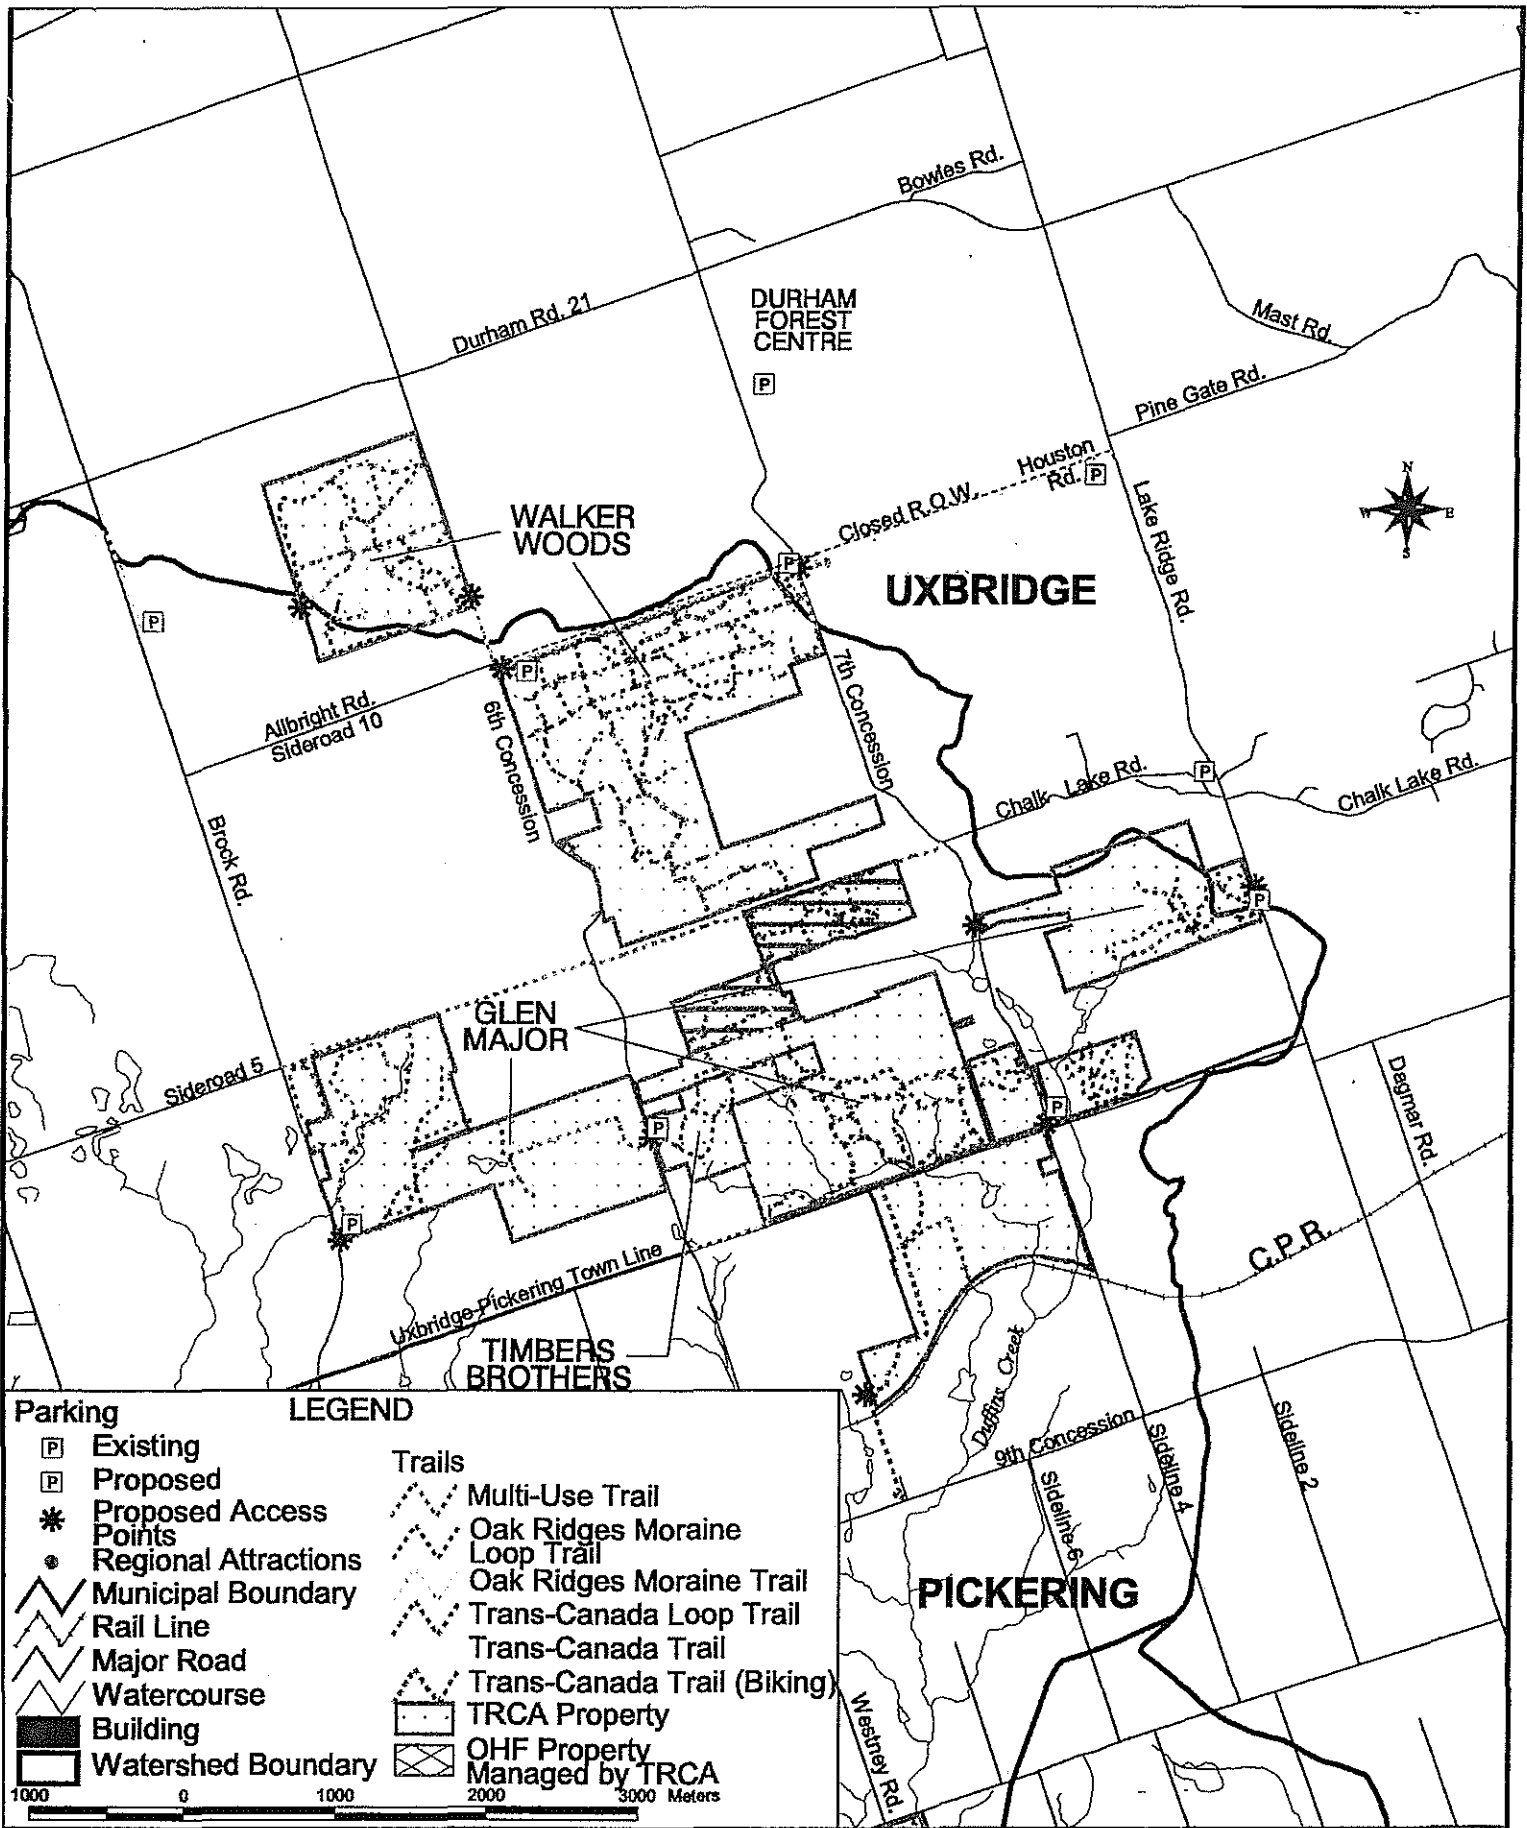 Bowles Rd.
DURHAM
FOREST
CENTRE
Durham Rd. 21
Mast Rd.
P
Pine Gate Rd.
Houston
Rd.
P
N
W
E
S
Lake Ridge Rd.
WALKER
WOODS
Closed R.O.W.
P
UXBRIDGE
P
P
7th Concession
Allbright Rd.
Sideroad 10
6th Concession
Chalk Lake Rd.
P
Chalk Lake Rd.
Brock Rd.
P
GLEN
MAJOR
Sideroad 5
Dagmar Rd.
P
P
P
C.P.R.
Uxbridge-Pickering Town Line
TIMBERS
BROTHERS
Duffins Creek
9th Concession
Sideline 4
Sideline 2
Sideline 6
PICKERING
Westney Rd.
LEGEND
Parking
P Existing
P Proposed
Proposed Access
Points
Regional Attractions
Municipal Boundary
Rail Line
Major Road
Watercourse
Building
Watershed Boundary
Trails
Multi-Use Trail
Oak Ridges Moraine
Loop Trail
Oak Ridges Moraine Trail
Trans-Canada Loop Trail
Trans-Canada Trail
Trans-Canada Trail (Biking)
TRCA Property
OHF Property
Managed by TRCA
1000 0 1000 2000 3000 Meters